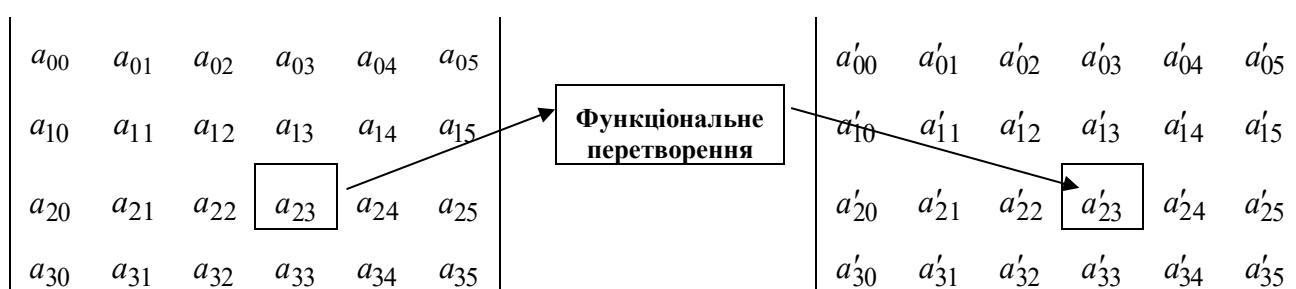 a00 a01 a02 a03 a04 a05 a′00 a′01 a′02 a′03 a′04 a′05
Функціональне
перетворення
a10 a11 a12 a13 a14 a15 a′10 a′11 a′12 a′13 a′14 a′15
a20 a21 a22 a23 a24 a25 a′20 a′21 a′22 a′23 a′24 a′25
a30 a31 a32 a33 a34 a35 a′30 a′31 a′32 a′33 a′34 a′35